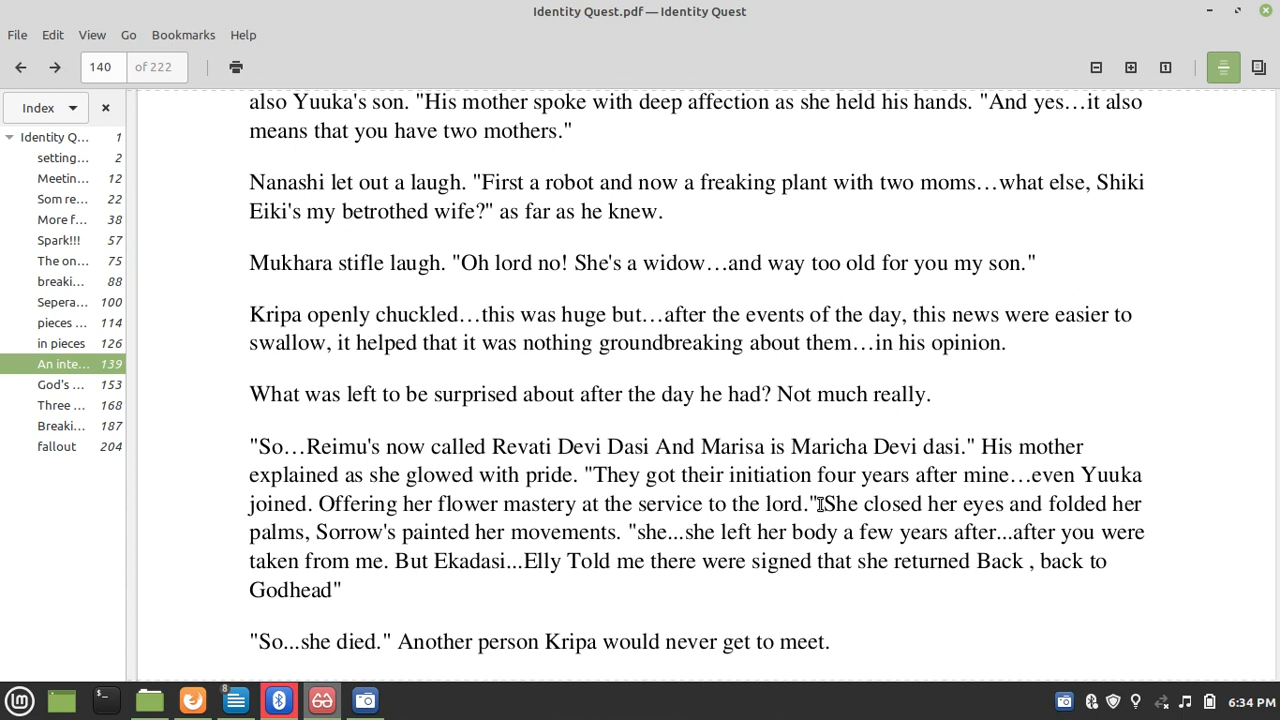 Identity Quest.pdf — Identity Quest
File Edit View Go Bookmarks Help
140 of 222
Index
Identity Q... 1
setting... 2
Meetin... 12
Som re... 22
More f... 38
Spark!!! 57
The on... 75
breaki... 88
Sepera... 100
pieces ... 114
in pieces 126
An inte... 139
God's ... 153
Three ... 168
Breaki... 187
fallout 204
also Yuuka's son. "His mother spoke with deep affection as she held his hands. "And yes…it also
means that you have two mothers."
Nanashi let out a laugh. "First a robot and now a freaking plant with two moms…what else, Shiki
Eiki's my betrothed wife?" as far as he knew.
Mukhara stifle laugh. "Oh lord no! She's a widow…and way too old for you my son."
Kripa openly chuckled…this was huge but…after the events of the day, this news were easier to
swallow, it helped that it was nothing groundbreaking about them…in his opinion.
What was left to be surprised about after the day he had? Not much really.
"So…Reimu's now called Revati Devi Dasi And Marisa is Maricha Devi dasi." His mother
explained as she glowed with pride. "They got their initiation four years after mine…even Yuuka
joined. Offering her flower mastery at the service to the lord." She closed her eyes and folded her
palms, Sorrow's painted her movements. "she...she left her body a few years after...after you were
taken from me. But Ekadasi...Elly Told me there were signed that she returned Back , back to
Godhead"
"So...she died." Another person Kripa would never get to meet.
8
6:34 PM